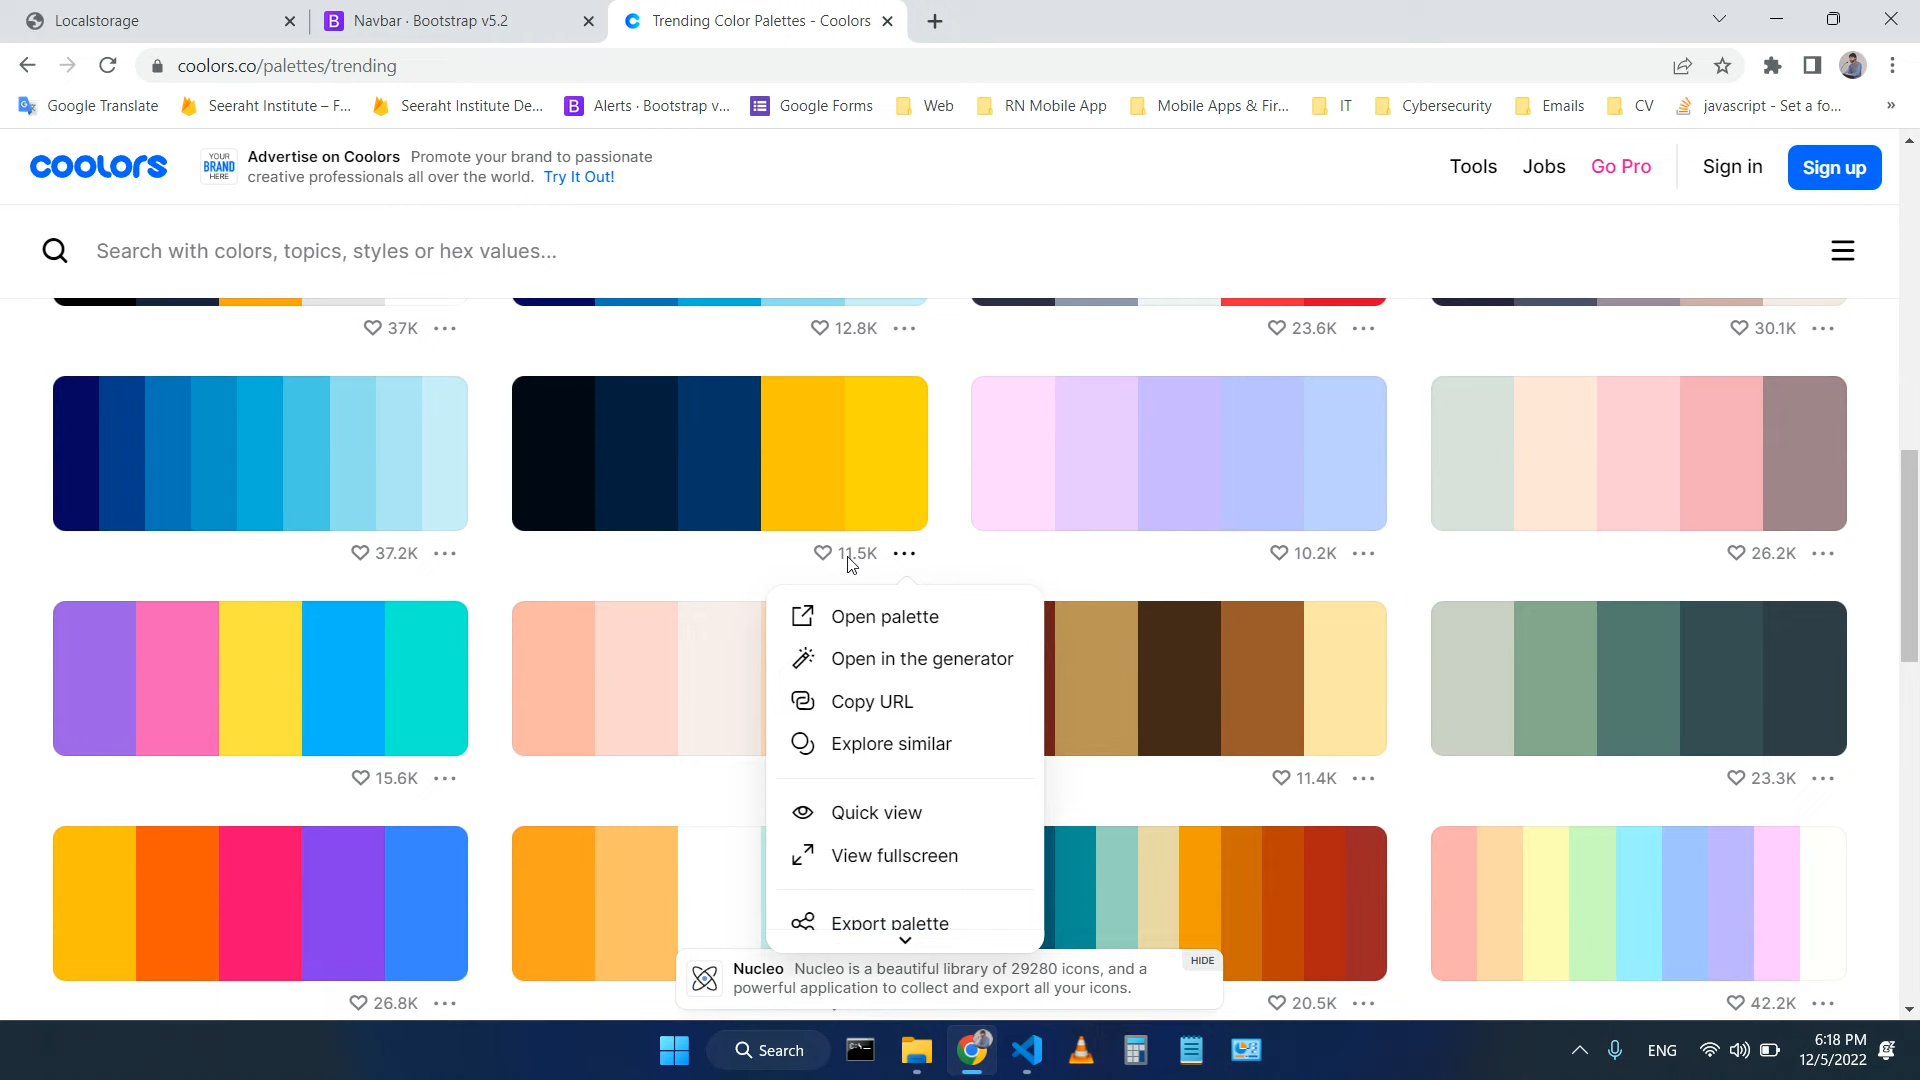 Localstorage
Navbar · Bootstrap v5.2
Trending Color Palettes - Coolors
coolors.co/palettes/trending
Google Translate
Seeraht Institute – F...
Seeraht Institute De...
Alerts · Bootstrap v...
Google Forms
Web
RN Mobile App
Mobile Apps & Fir...
IT
Cybersecurity
Emails
CV
javascript - Set a fo...
coolors
YOUR
BRAND
HERE
Advertise on Coolors Promote your brand to passionate
creative professionals all over the world. Try It Out!
Tools
Jobs
Go Pro
Sign in
Sign up
Search with colors, topics, styles or hex values...
37K
12.8K
23.6K
30.1K
37.2K
11.5K
10.2K
26.2K
Open palette
Open in the generator
Copy URL
Explore similar
Quick view
View fullscreen
Export palette
15.6K
11.4K
23.3K
Nucleo Nucleo is a beautiful library of 29280 icons, and a
powerful application to collect and export all your icons.
HIDE
26.8K
20.5K
42.2K
Search
ENG
6:18 PM
12/5/2022